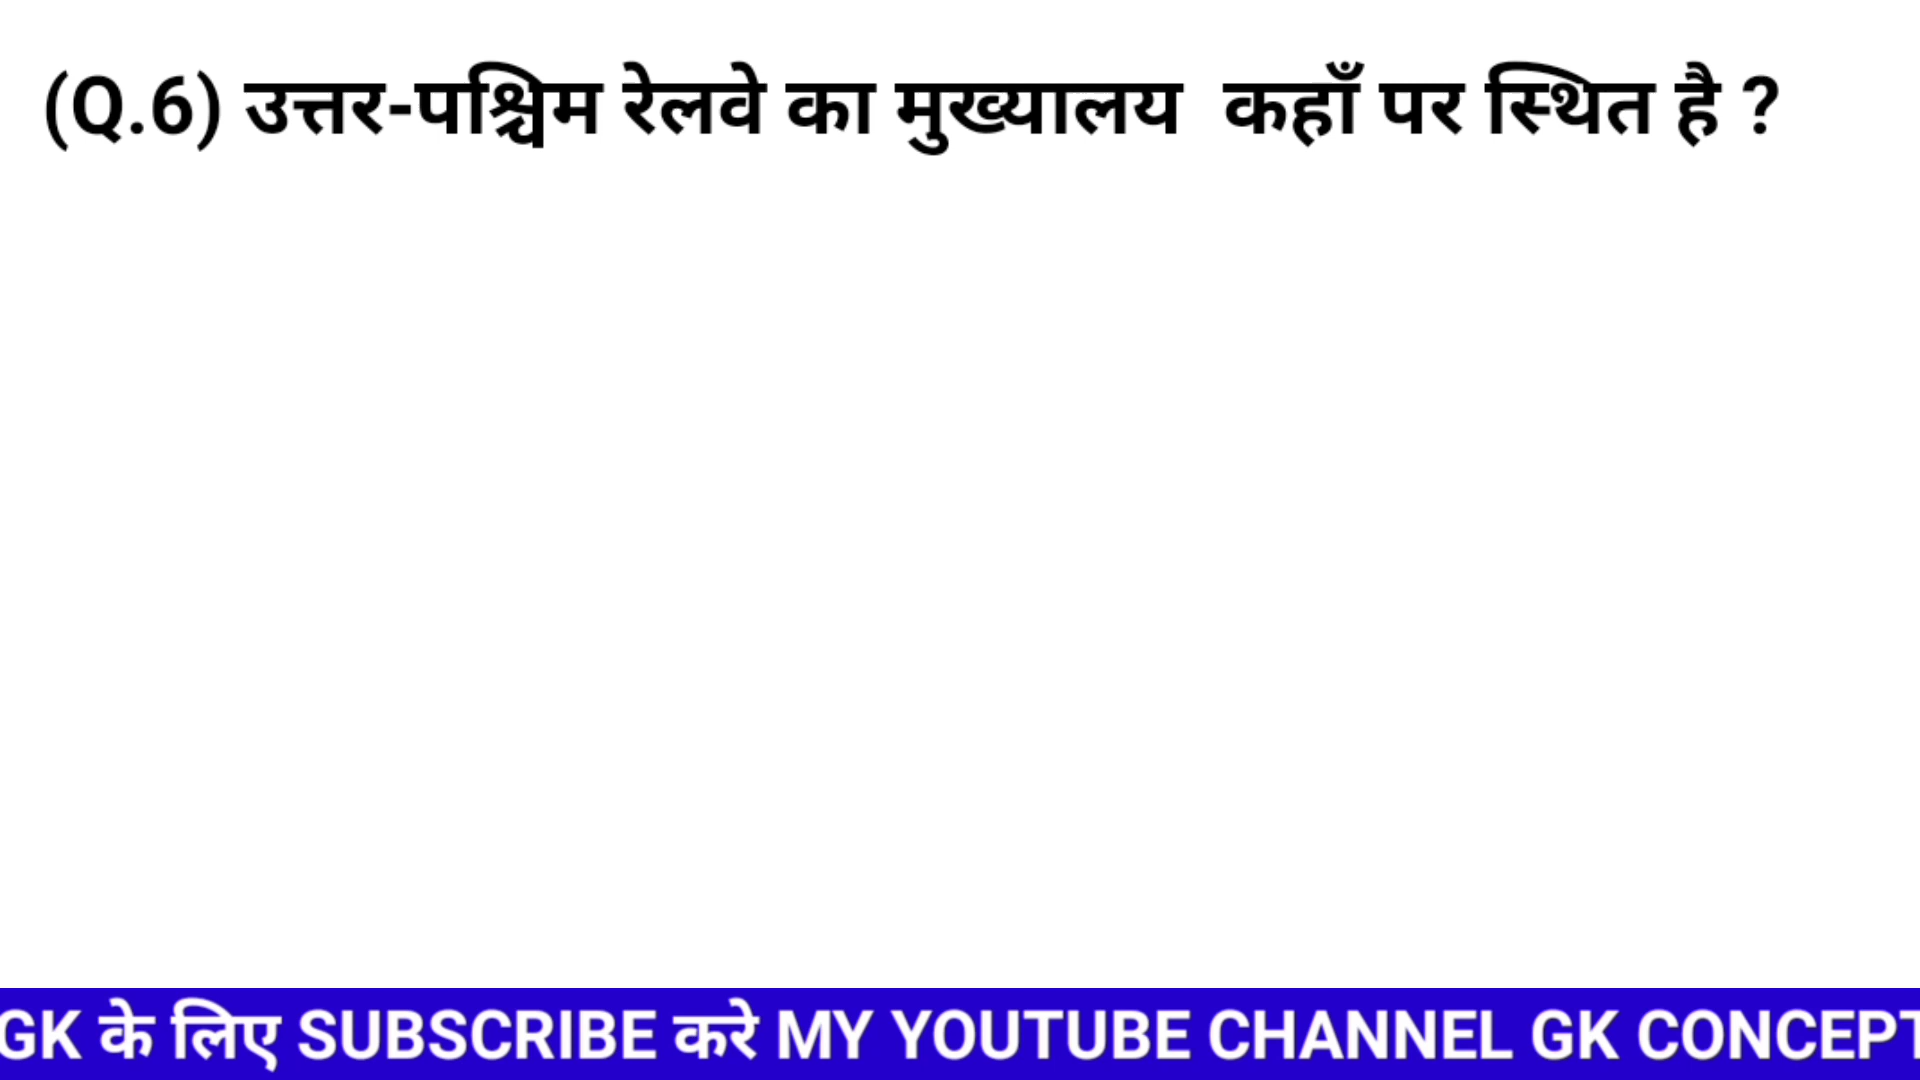 (Q.6) उत्तर-पश्चिम रेलवे का मुख्यालय कहाँ पर स्थित है ?
GK के लिए SUBSCRIBE करे MY YOUTUBE CHANNEL GK CONCEPT